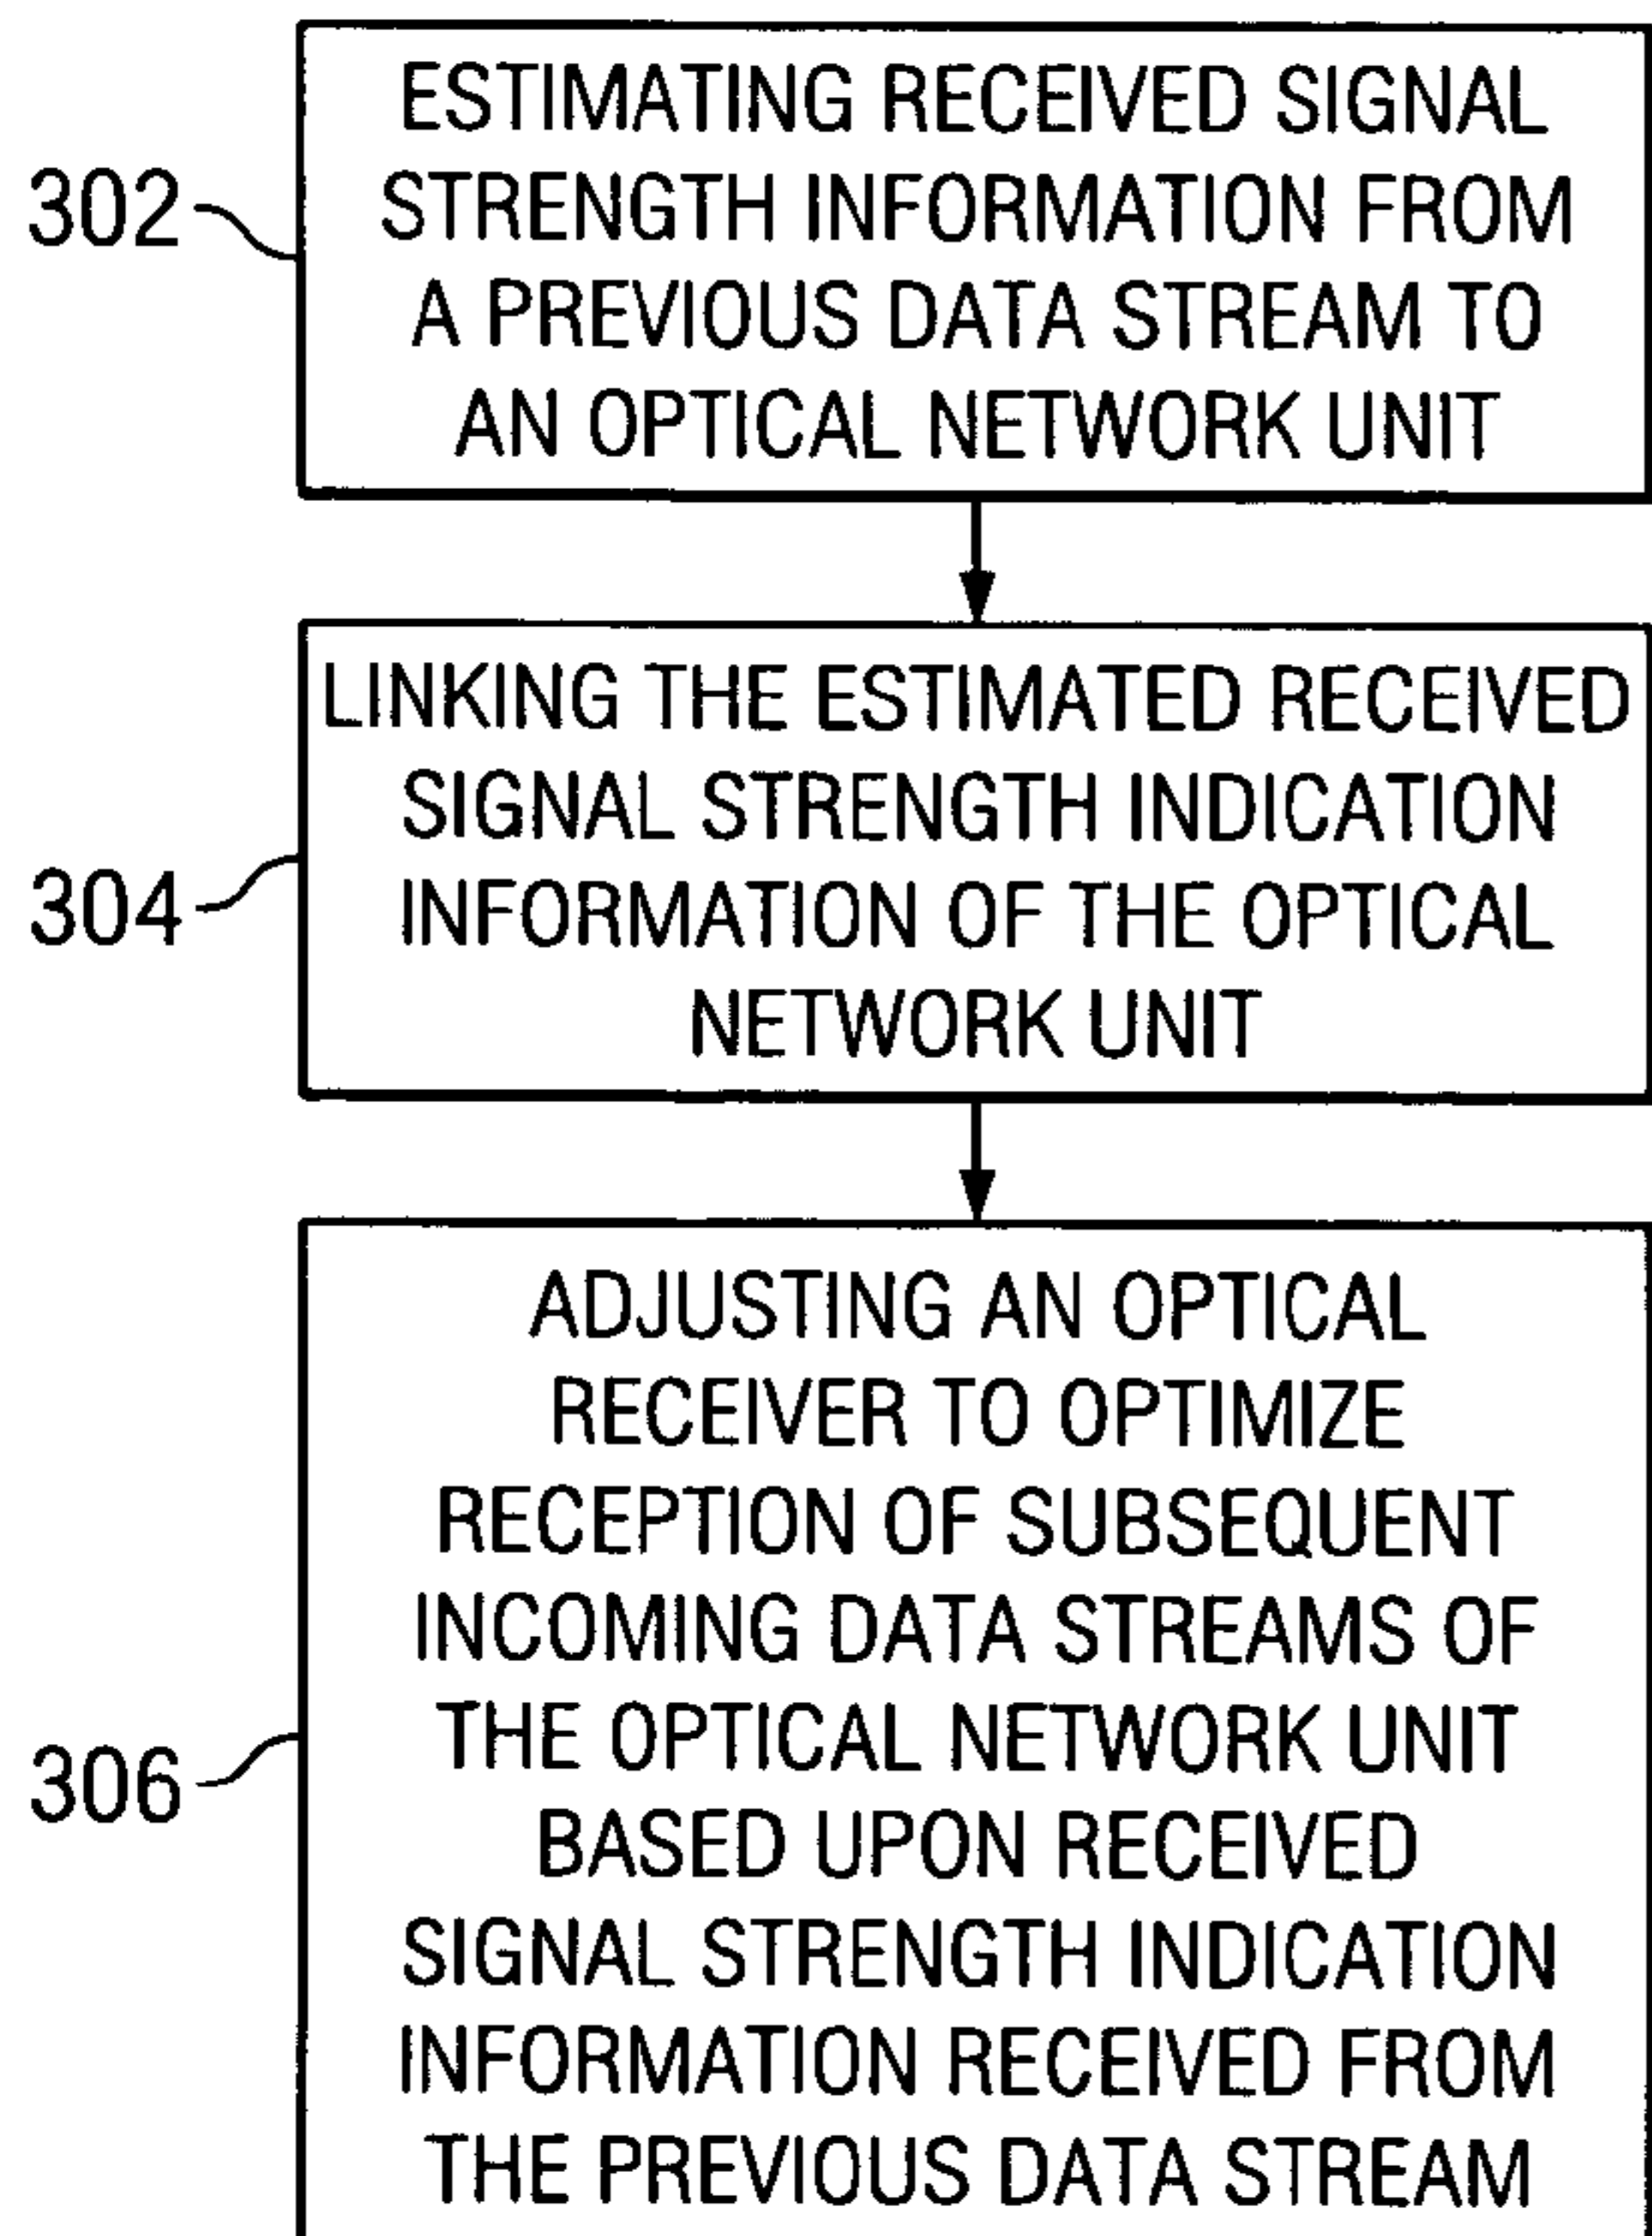 302
ESTIMATING RECEIVED SIGNAL
STRENGTH INFORMATION FROM
A PREVIOUS DATA STREAM TO
AN OPTICAL NETWORK UNIT
304
LINKING THE ESTIMATED RECEIVED
SIGNAL STRENGTH INDICATION
INFORMATION OF THE OPTICAL
NETWORK UNIT
306
ADJUSTING AN OPTICAL
RECEIVER TO OPTIMIZE
RECEPTION OF SUBSEQUENT
INCOMING DATA STREAMS OF
THE OPTICAL NETWORK UNIT
BASED UPON RECEIVED
SIGNAL STRENGTH INDICATION
INFORMATION RECEIVED FROM
THE PREVIOUS DATA STREAM